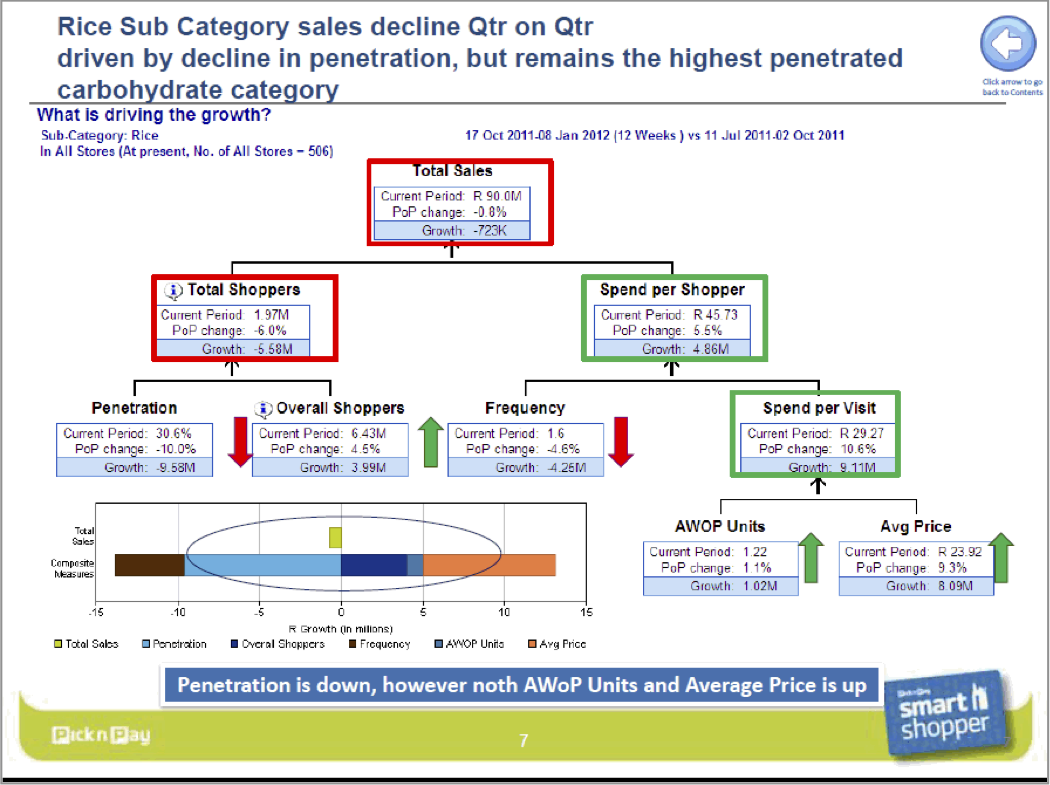 Rice Sub Category sales decline Qtr on Qtr
driven by decline in penetration, but remains the highest penetrated
carbohydrate category
Click arrow to go
back to Contents
What is driving the growth?
Sub-Category: Rice
17 Oct 2011-08 Jan 2012 (12 Weeks ) vs 11 Jul 2011-02 Oct 2011
In All Stores (At present, No. of All Stores = 506)
Total Sales
Current Period: R 90.0M
PoP change: -0.8%
Growth: -723K
Total Shoppers
Current Period: 1.97M
PoP change: -6.0%
Growth: -5.58M
Spend per Shopper
Current Period: R 45.73
PoP change: 5.5%
Growth: 4.86M
Penetration
Current Period: 30.6%
PoP change: -10.0%
Growth: -9.58M
Overall Shoppers
Current Period: 6.43M
PoP change: 4.5%
Growth: 3.99M
Frequency
Current Period: 1.6
PoP change: -4.6%
Growth: -4.25M
Spend per Visit
Current Period: R 29.27
PoP change: 10.6%
Growth: 9.11M
AWOP Units
Current Period: 1.22
PoP change: 1.1%
Growth: 1.02M
Avg Price
Current Period: R 23.92
PoP change: 9.3%
Growth: 8.09M
Total
Sales
Composite
Measures
-15 -10 -5 0 5 10 15
R Growth (in millions)
Total Sales Penetration Overall Shoppers Frequency AWOP Units Avg Price
Penetration is down, however noth AWoP Units and Average Price is up
Pick n Pay
7
Pick n Pay
smart
shopper